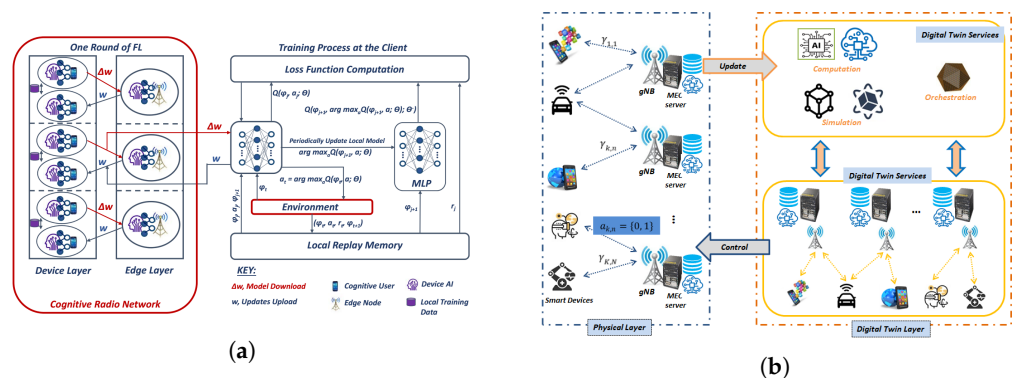 One Round of FL
Training Process at the Client
Loss Function Computation
Q(φj, aj; Θ)
Q(φj+1, arg maxaQ(φj+1, a; Θ); Θ-)
Δw
w
Δw
w
Δw
w
Δw
w
Periodically Update Local Model
arg maxaQ(φj+1, a; Θ)
MLP
at = arg maxaQ(φt, a; Θ)
φt
φj, aj, φj+1
Environment
(φt, at, rt, φt+1)
φj+1
rj
Local Replay Memory
Device Layer
Edge Layer
Cognitive Radio Network
KEY:
Δw, Model Download
w, Updates Upload
Cognitive User
Edge Node
Device AI
Local Training
Data
(a)
ϒ1,1
gNB
MEC
server
ϒk,n
gNB
MEC
server
ak,n = {0, 1}
ϒK,N
gNB
MEC
server
Smart Devices
Physical Layer
Update
Control
Digital Twin Services
AI
Computation
Simulation
Orchestration
Digital Twin Services
...
Digital Twin Layer
(b)